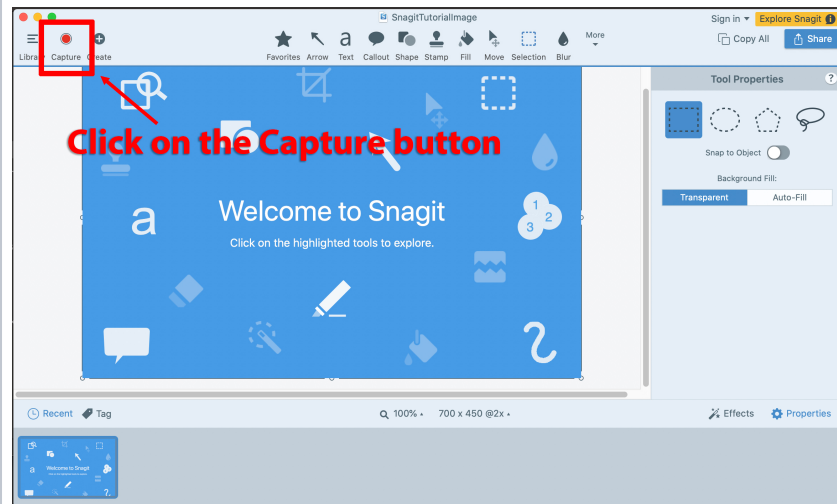 SnagitTutorialImage
Sign in
Explore Snagit
Library Capture Create
Favorites Arrow Text Callout Shape Stamp Fill Move Selection Blur
More
Copy All
Share
Tool Properties
?
Click on the Capture button
Snap to Object
Background Fill:
Transparent Auto-Fill
a
Welcome to Snagit
Click on the highlighted tools to explore.
1
2
3
Recent Tag
100% 700 x 450 @2x
Effects Properties
a
Welcome to Snagit